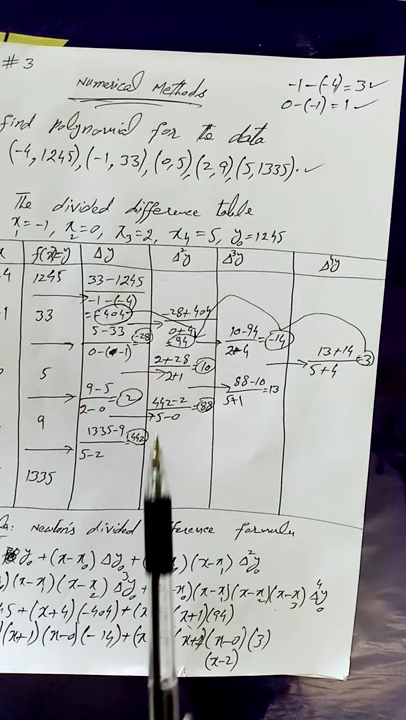 # 3
Numerical Methods
-1-(-4)=3✓
0-(-1)=1✓
find polynomial for the data
(-4,1245),(-1,33),(0,5),(2,9),(5,1335).✓
The divided difference table
x₁=-1, x₂=0, x₃=2, x₄=5, y₀=1245
x f(x)=y Δy Δ²y Δ³y Δ⁴y
-4 1245 33-1245
-1-(-4)
=-404 -28+404
1 33 5-33 0+4
0-(-1) =-28 =94 10-94
2+4 =-14 13+14
5+4 =3
5 2+28
2+1 =10
9-5
2-0 =2 88-10
5+1 =13
9 442-2
5-0 =88
1335-9
5-2 =442
1335
Newton's divided difference formula
y₀+(x-x₀)Δy₀+ (x-x₁)Δ²y₀
(x-x₁)(x-x₂)Δ³y₀+ (x-x₁)(x-x₂)(x-x₃)Δ⁴y₀
45+(x+4)(-404)+(x (x+1)(94)
(x+1)(x-0)(-14)+(x (x+1)(x-0)(3)
(x-2)